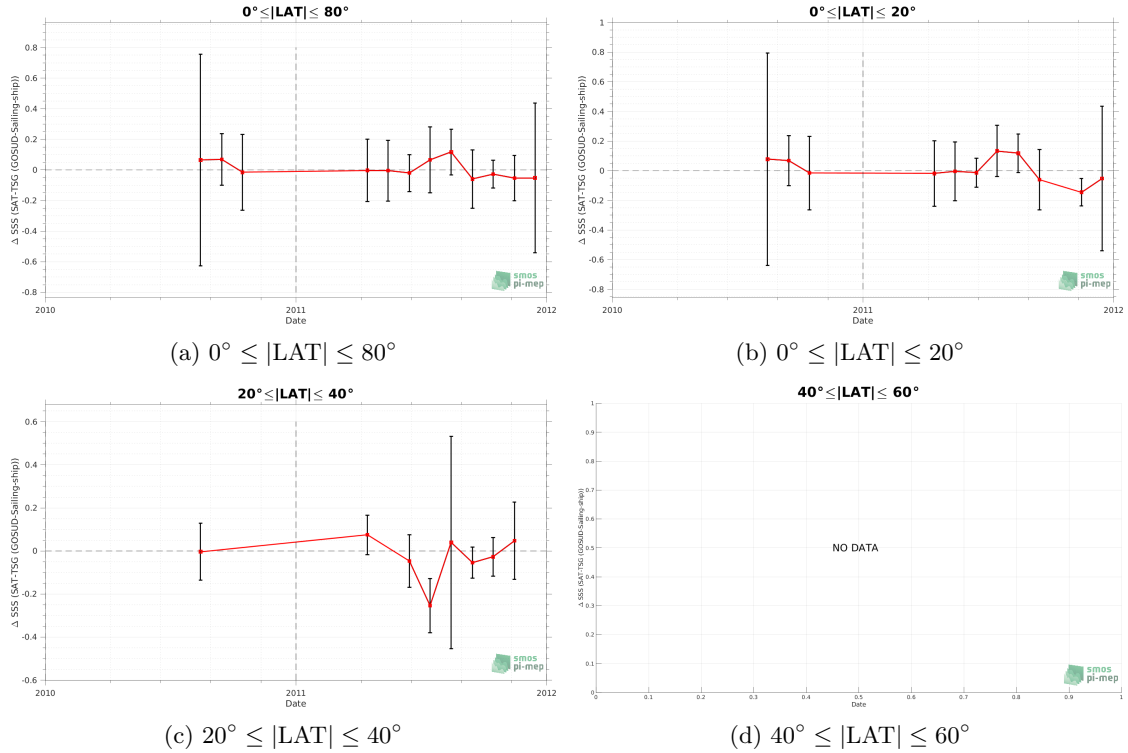 0°≤|LAT|≤ 80°
Δ SSS (SAT-TSG (GOSUD-Sailing-ship))
0.8
0.6
0.4
0.2
0
-0.2
-0.4
-0.6
-0.8
2010
2011
2012
Date
smos
pi-mep
(a) 0° ≤ |LAT| ≤ 80°
0°≤|LAT|≤ 20°
Δ SSS (SAT-TSG (GOSUD-Sailing-ship))
1
0.8
0.6
0.4
0.2
0
-0.2
-0.4
-0.6
-0.8
2010
2011
2012
Date
smos
pi-mep
(b) 0° ≤ |LAT| ≤ 20°
20°≤|LAT|≤ 40°
Δ SSS (SAT-TSG (GOSUD-Sailing-ship))
0.6
0.4
0.2
0
-0.2
-0.4
-0.6
2010
2011
2012
Date
smos
pi-mep
(c) 20° ≤ |LAT| ≤ 40°
40°≤|LAT|≤ 60°
Δ SSS (SAT-TSG (GOSUD-Sailing-ship))
1
0.9
0.8
0.7
0.6
0.5
0.4
0.3
0.2
0.1
0
NO DATA
0 0.1 0.2 0.3 0.4 0.5 0.6 0.7 0.8 0.9 1
Date
smos
pi-mep
(d) 40° ≤ |LAT| ≤ 60°